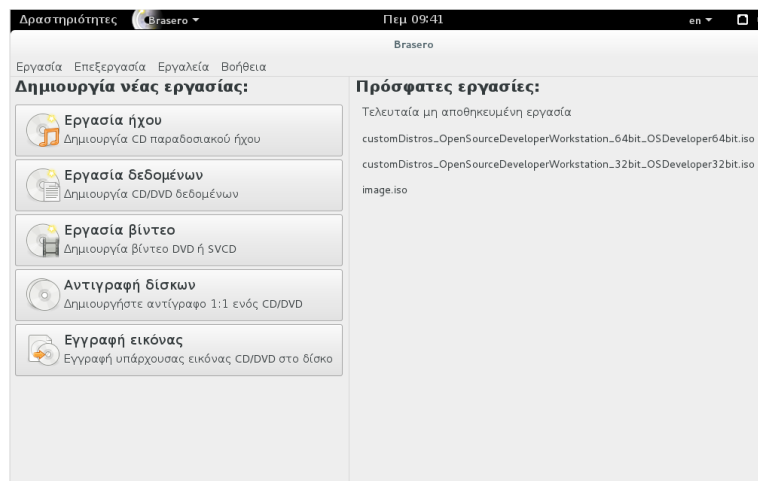 Δραστηριότητες Brasero Πεμ 09:41 en
Brasero
Εργασία Επεξεργασία Εργαλεία Βοήθεια
Δημιουργία νέας εργασίας:
Εργασία ήχου
Δημιουργία CD παραδοσιακού ήχου
Εργασία δεδομένων
Δημιουργία CD/DVD δεδομένων
Εργασία βίντεο
Δημιουργία βίντεο DVD ή SVCD
Αντιγραφή δίσκων
Δημιουργήστε αντίγραφο 1:1 ενός CD/DVD
Εγγραφή εικόνας
Εγγραφή υπάρχουσας εικόνας CD/DVD στο δίσκο
Πρόσφατες εργασίες:
Τελευταία μη αποθηκευμένη εργασία
customDistros_OpenSourceDeveloperWorkstation_64bit_OSDeveloper64bit.iso
customDistros_OpenSourceDeveloperWorkstation_32bit_OSDeveloper32bit.iso
image.iso